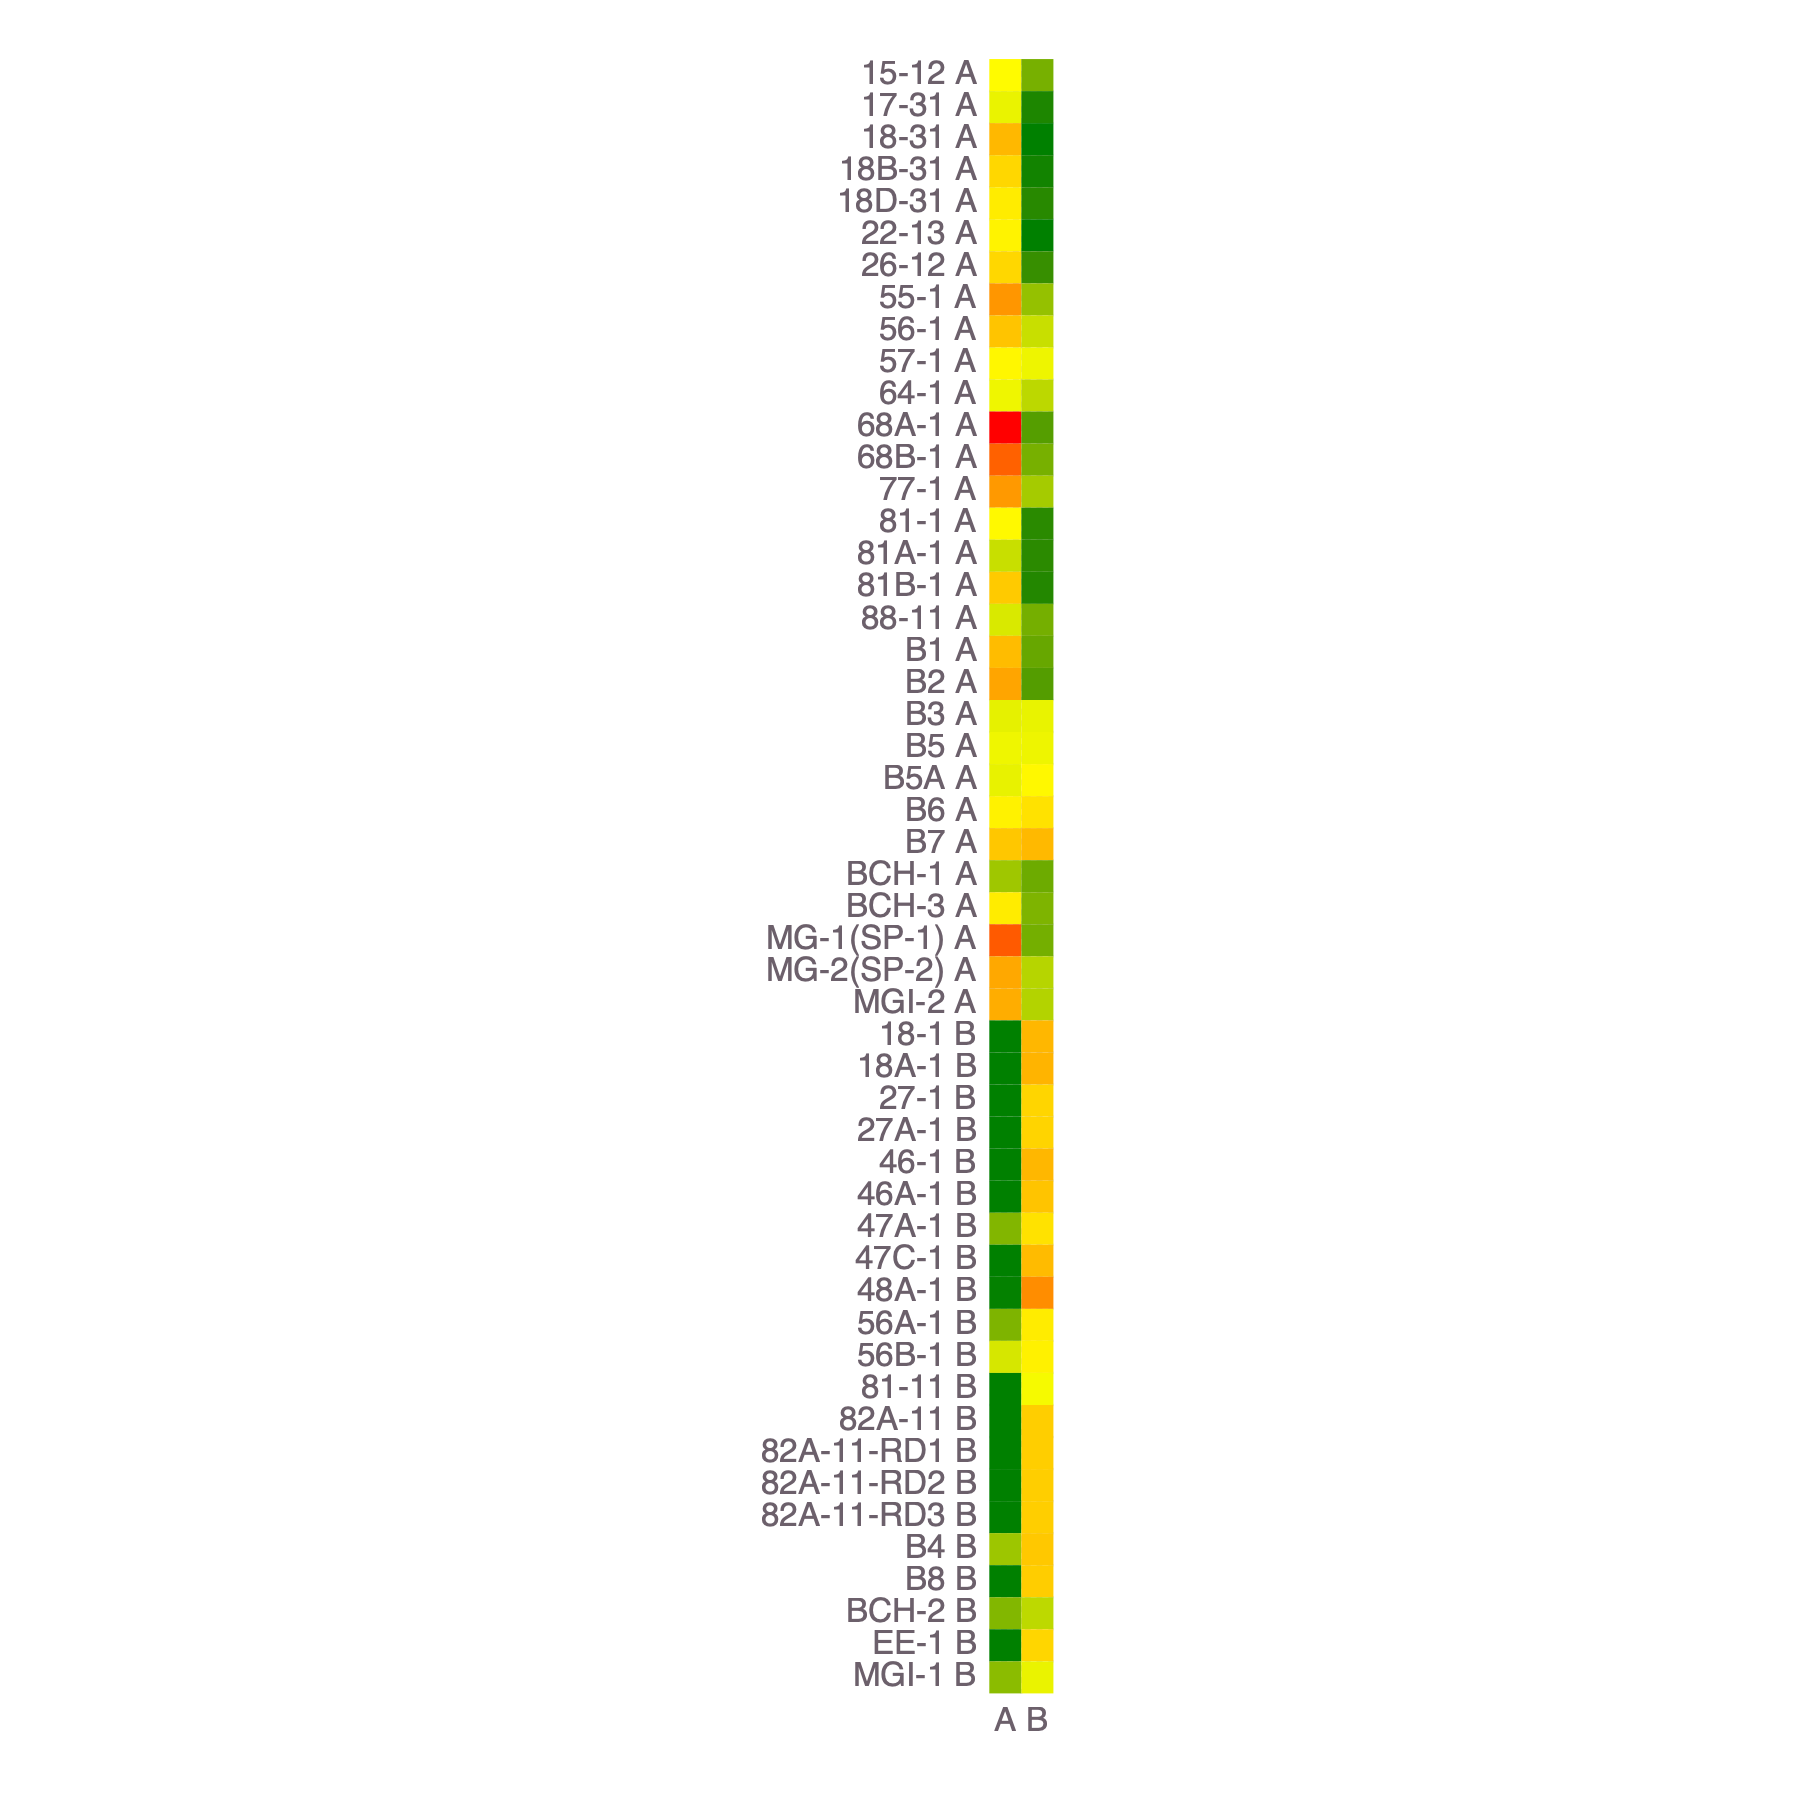 15-12 A
17-31 A
18-31 A
18B-31 A
18D-31 A
22-13 A
26-12 A
55-1 A
56-1 A
57-1 A
64-1 A
68A-1 A
68B-1 A
77-1 A
81-1 A
81A-1 A
81B-1 A
88-11 A
B1 A
B2 A
B3 A
B5 A
B5A A
B6 A
B7 A
BCH-1 A
BCH-3 A
MG-1(SP-1) A
MG-2(SP-2) A
MGI-2 A
18-1 B
18A-1 B
27-1 B
27A-1 B
46-1 B
46A-1 B
47A-1 B
47C-1 B
48A-1 B
56A-1 B
56B-1 B
81-11 B
82A-11 B
82A-11-RD1 B
82A-11-RD2 B
82A-11-RD3 B
B4 B
B8 B
BCH-2 B
EE-1 B
MGI-1 B
A B